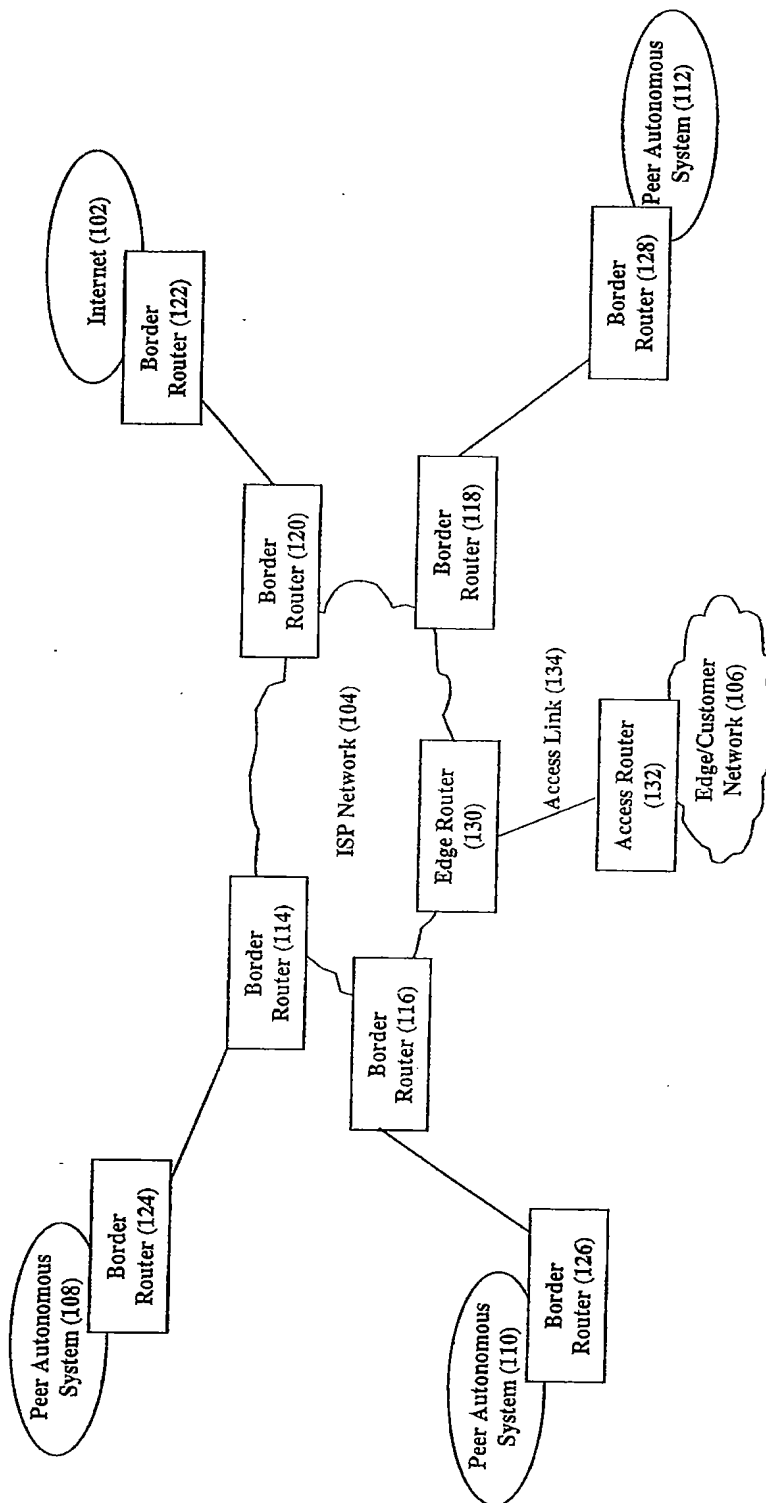 Peer Autonomous
System (108)
Border
Router (124)
Internet (102)
Border
Router (122)
Border
Router (114)
Border
Router (120)
ISP Network (104)
Border
Router (116)
Edge Router
(130)
Border
Router (118)
Peer Autonomous
System (110)
Border
Router (126)
Access Link (134)
Border
Router (128)
Peer Autonomous
System (112)
Access Router
(132)
Edge/Customer
Network (106)